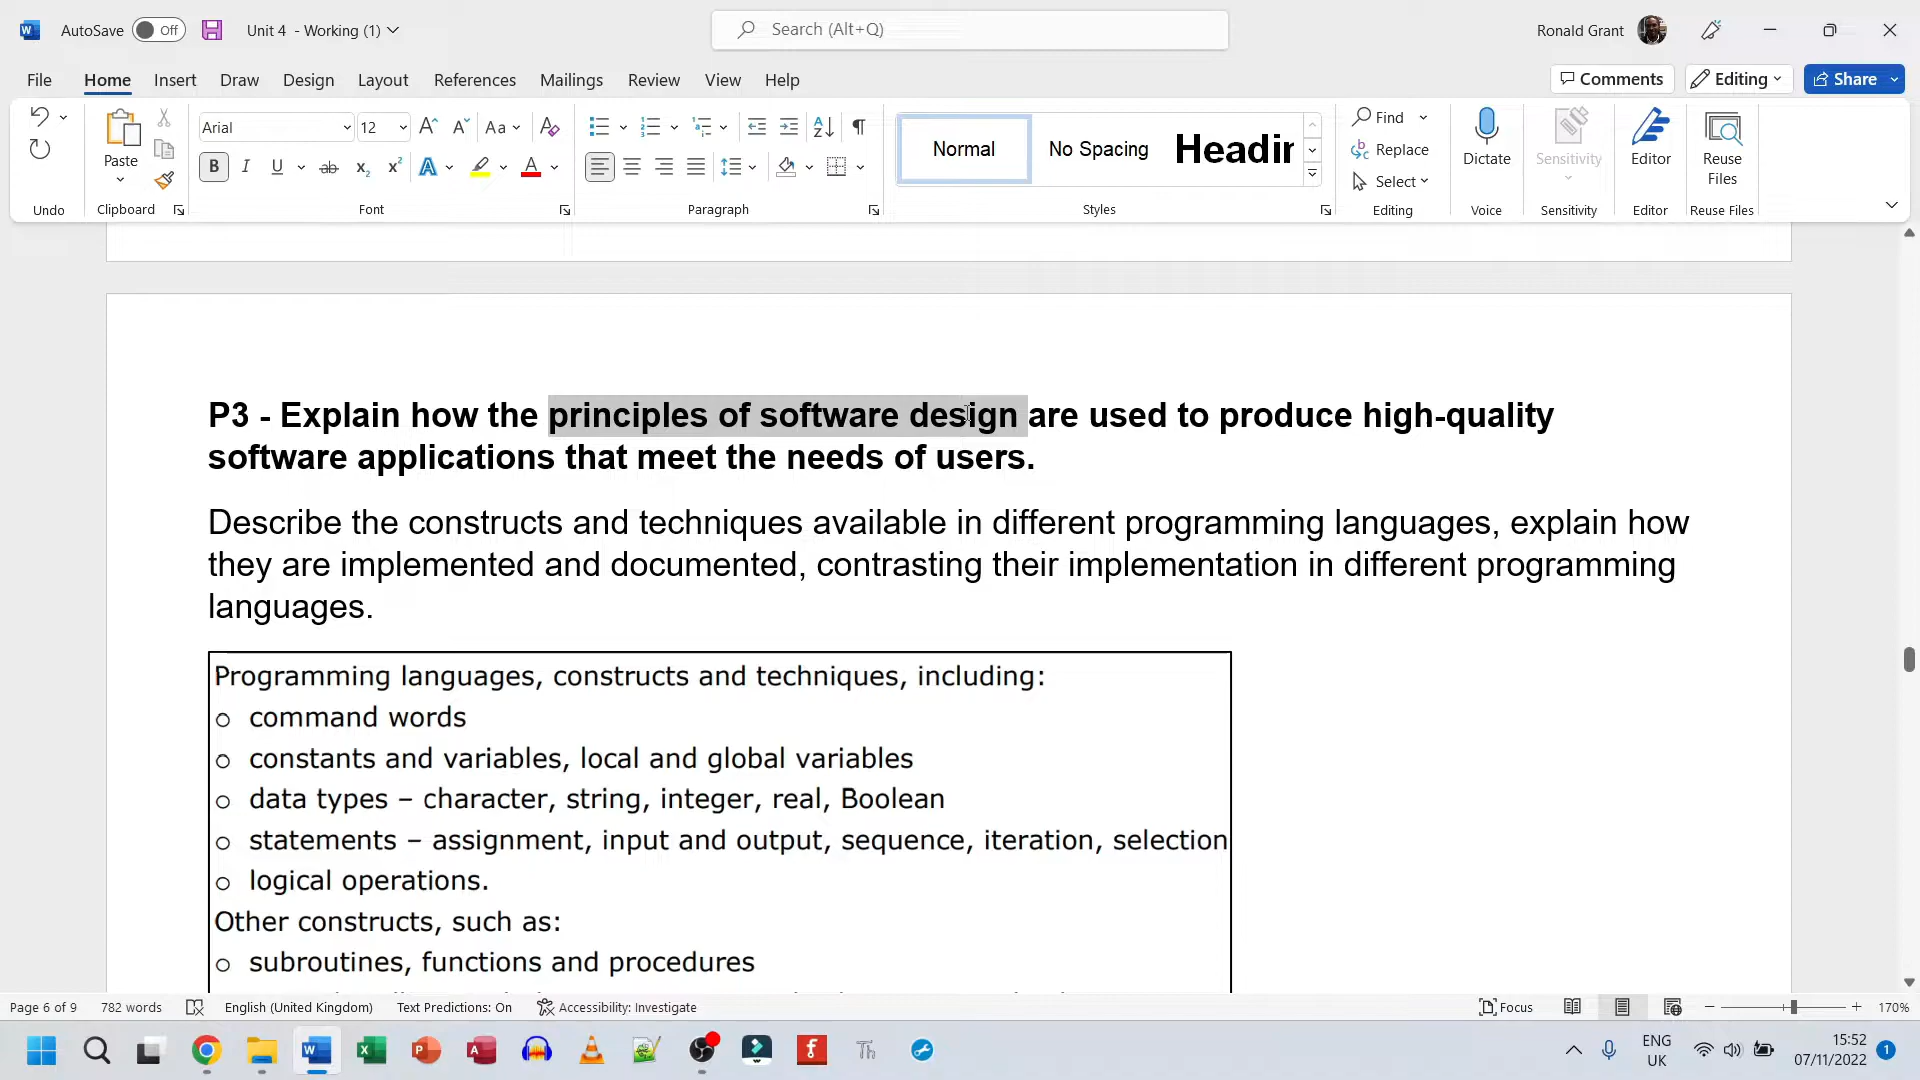 AutoSave Off Unit 4 - Working (1) Search (Alt+Q) Ronald Grant
File Home Insert Draw Design Layout References Mailings Review View Help Comments Editing Share
Arial 12 Aa
Paste
B I U ab x₂ x² A A
Normal No Spacing Headin
Find
Replace
Select
Dictate Sensitivity Editor Reuse
Files
Undo Clipboard Font Paragraph Styles Editing Voice Sensitivity Editor Reuse Files
P3 - Explain how the principles of software design are used to produce high-quality
software applications that meet the needs of users.
Describe the constructs and techniques available in different programming languages, explain how
they are implemented and documented, contrasting their implementation in different programming
languages.
Programming languages, constructs and techniques, including:
o command words
o constants and variables, local and global variables
o data types – character, string, integer, real, Boolean
o statements – assignment, input and output, sequence, iteration, selection
o logical operations.
Other constructs, such as:
o subroutines, functions and procedures
Page 6 of 9 782 words English (United Kingdom) Text Predictions: On Accessibility: Investigate Focus 170%
ENG
UK
15:52
07/11/2022
1